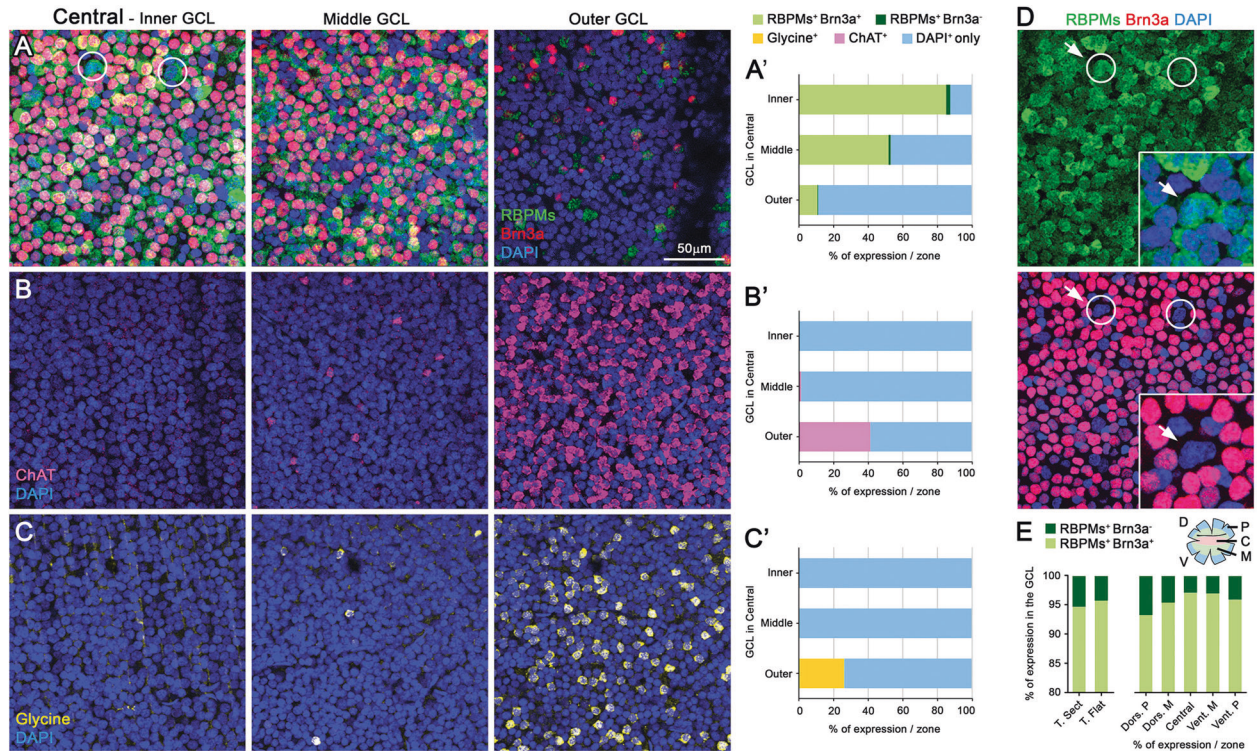 Central - Inner GCL
Middle GCL
Outer GCL
A
RBPMs
Brn3a
DAPI
50µm
B
ChAT
DAPI
C
Glycine
DAPI
RBPMs⁺ Brn3a⁺
RBPMs⁺ Brn3a⁻
Glycine⁺
ChAT⁺
DAPI⁺ only
A'
GCL in Central
Inner
Middle
Outer
0 20 40 60 80 100
% of expression / zone
B'
GCL in Central
Inner
Middle
Outer
0 20 40 60 80 100
% of expression / zone
C'
GCL in Central
Inner
Middle
Outer
0 20 40 60 80 100
% of expression / zone
D
RBPMs Brn3a DAPI
E
RBPMs⁺ Brn3a⁻
RBPMs⁺ Brn3a⁺
D
V
P
C
M
% of expression in the GCL
100
95
90
85
80
T. Sect
T. Flat
Dors. P
Dors. M
Central
Vent. M
Vent. P
% of expression / zone